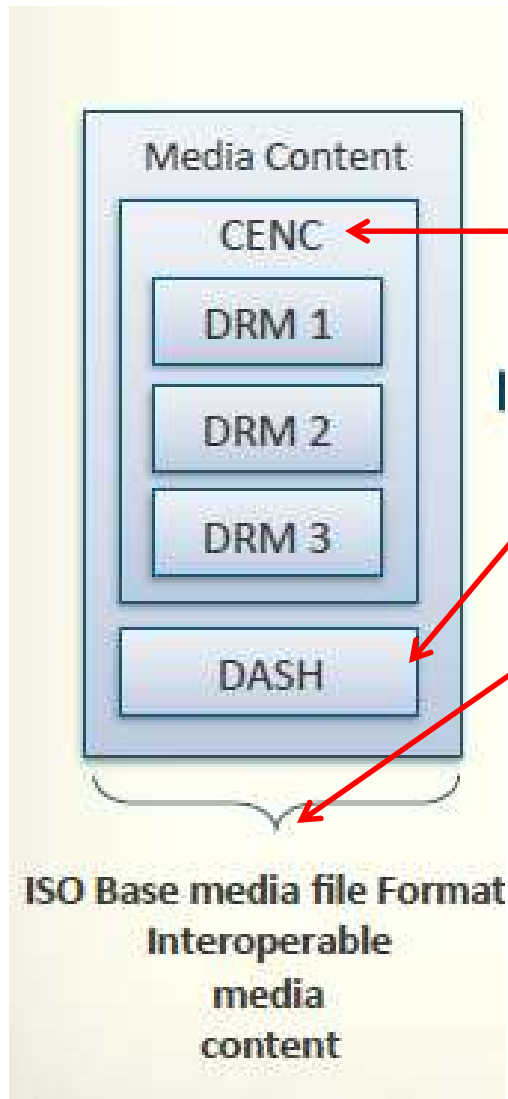 Media Content
CENC
DRM 1
DRM 2
DRM 3
DASH
ISO Base media file Format
Interoperable
media
content